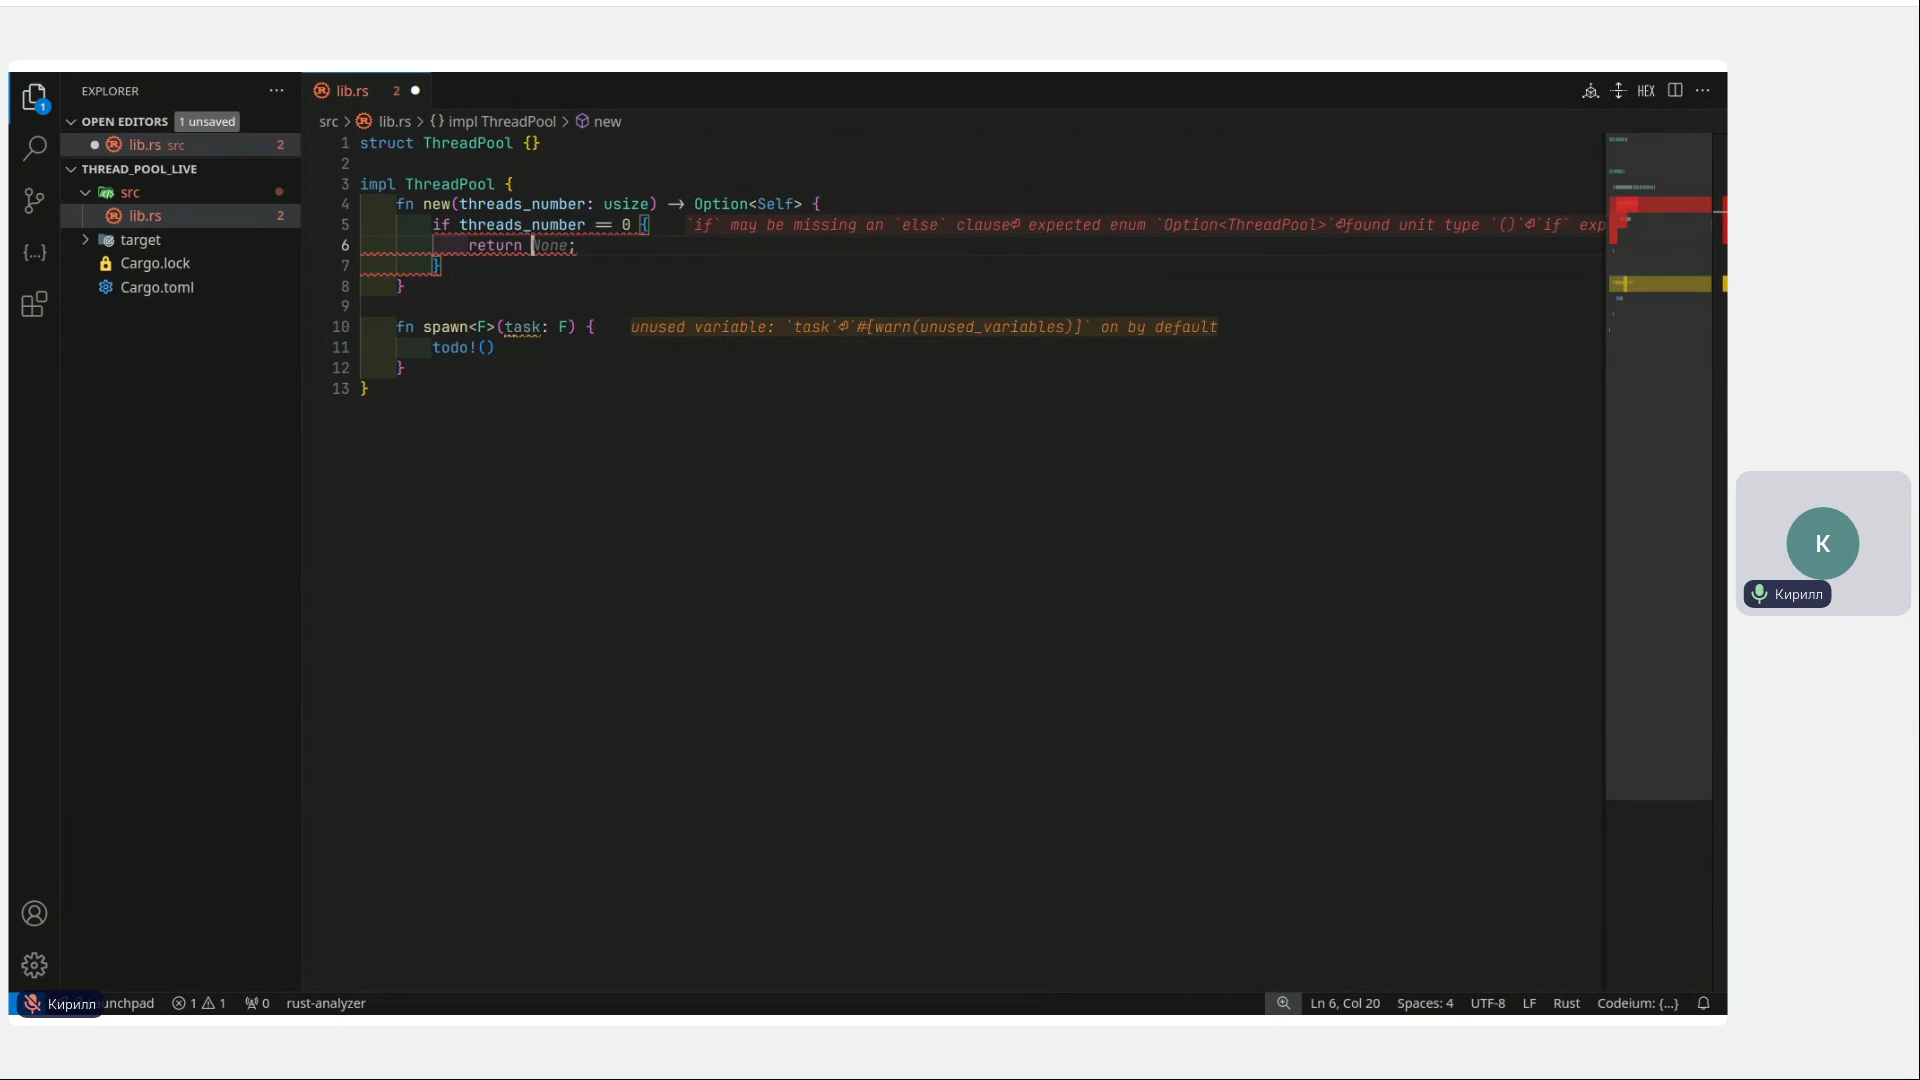 EXPLORER
OPEN EDITORS 1 unsaved
lib.rs src 2
THREAD_POOL_LIVE
src
lib.rs 2
target
Cargo.lock
Cargo.toml
lib.rs 2
HEX
src > lib.rs > {} impl ThreadPool > new
1 struct ThreadPool {}
2
3 impl ThreadPool {
4 fn new(threads_number: usize) -> Option<Self> {
5 if threads_number == 0 { `if` may be missing an `else` clause⏎ expected enum `Option<ThreadPool>`⏎found unit type `()`⏎`if` exp
6 return None;
7 }
8 }
9
10 fn spawn<F>(task: F) { unused variable: `task`⏎`#[warn(unused_variables)]` on by default
11 todo!()
12 }
13 }
1
K
Кирилл
Кирилл
unchpad 1 1 0 rust-analyzer
Ln 6, Col 20 Spaces: 4 UTF-8 LF Rust Codeium: {...}